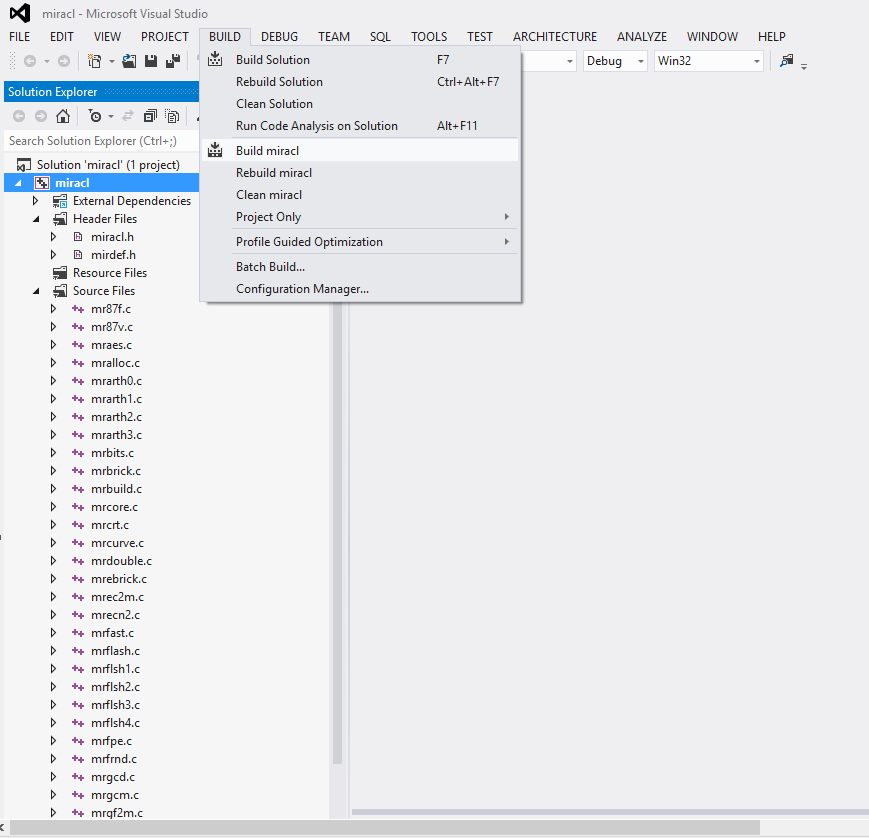 miracl - Microsoft Visual Studio
FILE EDIT VIEW PROJECT BUILD DEBUG TEAM SQL TOOLS TEST ARCHITECTURE ANALYZE WINDOW HELP
Debug Win32
Build Solution F7
Rebuild Solution Ctrl+Alt+F7
Clean Solution
Run Code Analysis on Solution Alt+F11
Build miracl
Rebuild miracl
Clean miracl
Project Only
Profile Guided Optimization
Batch Build...
Configuration Manager...
Solution Explorer
Search Solution Explorer (Ctrl+;)
Solution 'miracl' (1 project)
miracl
External Dependencies
Header Files
miracl.h
mirdef.h
Resource Files
Source Files
mr87f.c
mr87v.c
mraes.c
mralloc.c
mrarth0.c
mrarth1.c
mrarth2.c
mrarth3.c
mrbits.c
mrbrick.c
mrbuild.c
mrcore.c
mrcrt.c
mrcurve.c
mrdouble.c
mrebrick.c
mrec2m.c
mrecn2.c
mrfast.c
mrflash.c
mrflsh1.c
mrflsh2.c
mrflsh3.c
mrflsh4.c
mrfpe.c
mrfrnd.c
mrgcd.c
mrgcm.c
mrgf2m.c